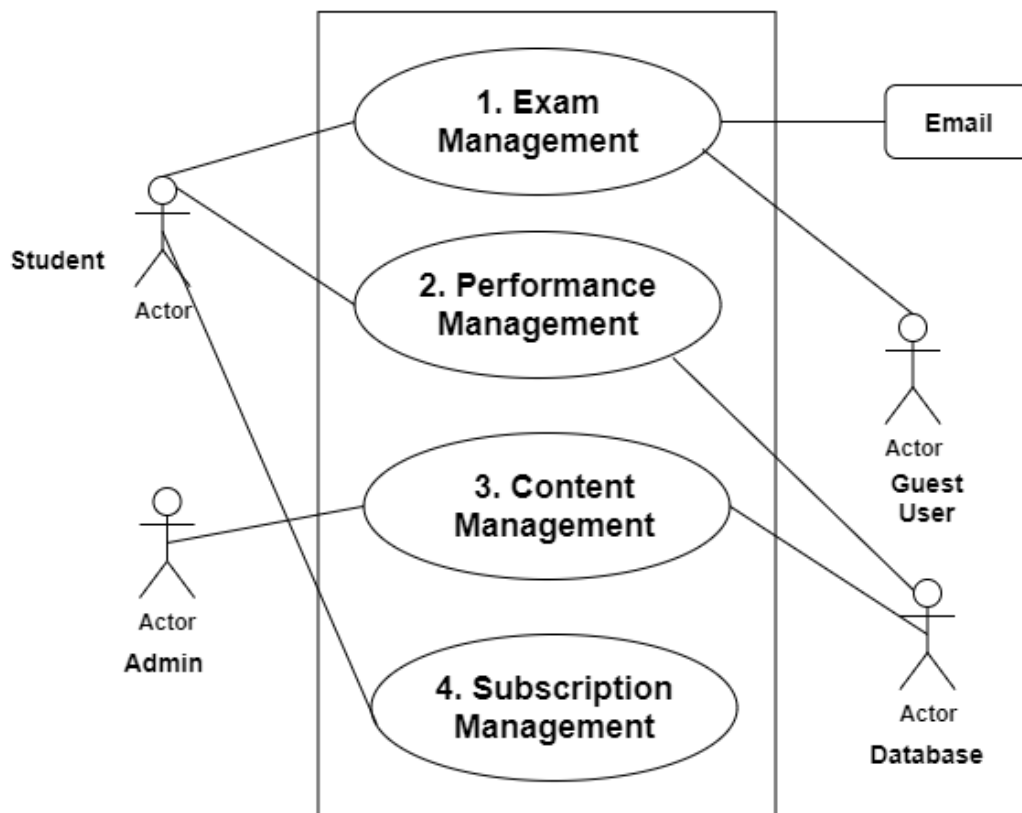 1. Exam
Management
Email
Student
Actor
2. Performance
Management
Actor
Guest
User
3. Content
Management
Actor
Admin
4. Subscription
Management
Actor
Database